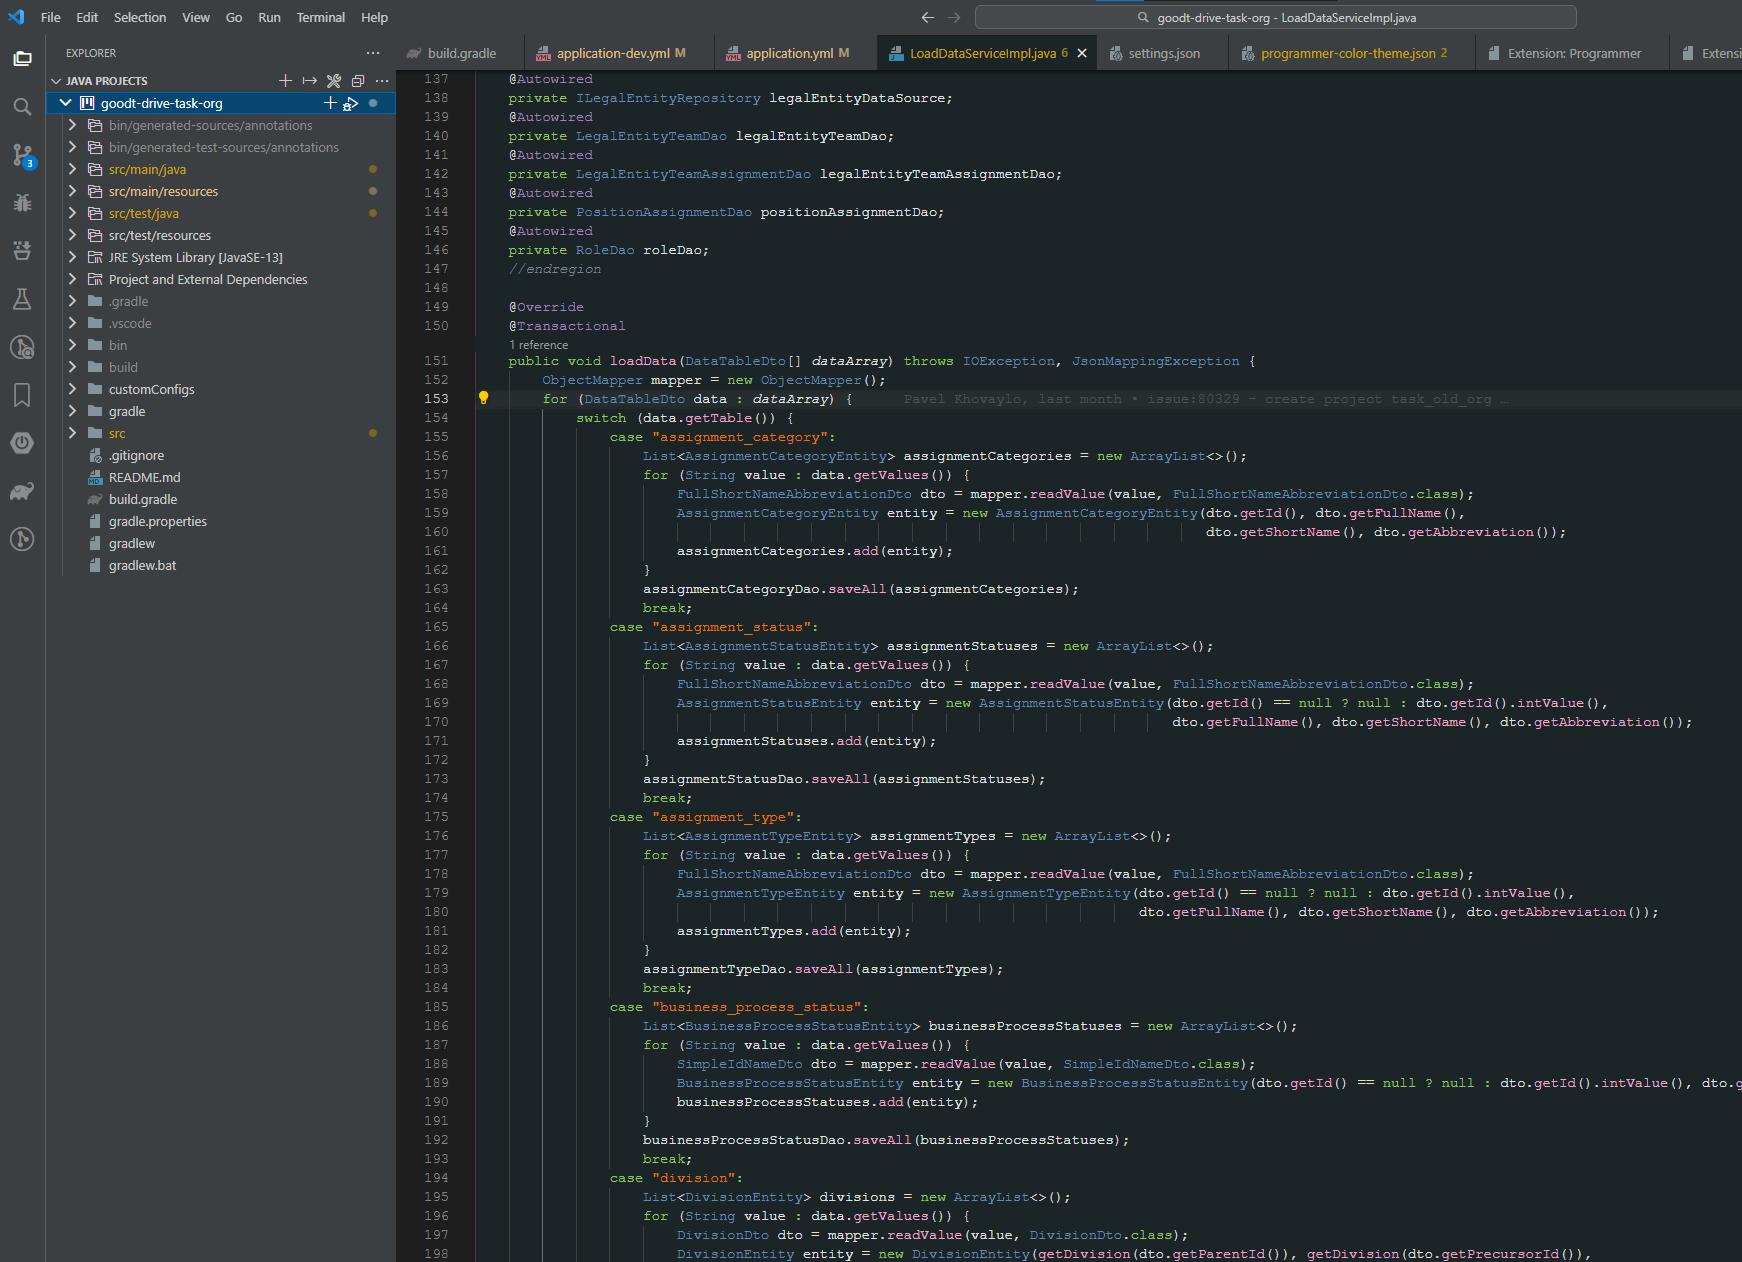 File Edit Selection View Go Run Terminal Help
goodt-drive-task-org - LoadDataServiceImpl.java
EXPLORER
build.gradle
application-dev.yml M
application.yml M
LoadDataServiceImpl.java 6
settings.json
programmer-color-theme.json 2
Extension: Programmer
Extensi
JAVA PROJECTS
goodt-drive-task-org
bin/generated-sources/annotations
bin/generated-test-sources/annotations
src/main/java
src/main/resources
src/test/java
src/test/resources
JRE System Library [JavaSE-13]
Project and External Dependencies
.gradle
.vscode
bin
build
customConfigs
gradle
src
.gitignore
README.md
build.gradle
gradle.properties
gradlew
gradlew.bat
3
137 @Autowired
138 private ILegalEntityRepository legalEntityDataSource;
139 @Autowired
140 private LegalEntityTeamDao legalEntityTeamDao;
141 @Autowired
142 private LegalEntityTeamAssignmentDao legalEntityTeamAssignmentDao;
143 @Autowired
144 private PositionAssignmentDao positionAssignmentDao;
145 @Autowired
146 private RoleDao roleDao;
147 //endregion
148
149 @Override
150 @Transactional
1 reference
151 public void loadData(DataTableDto[] dataArray) throws IOException, JsonMappingException {
152 ObjectMapper mapper = new ObjectMapper();
153 for (DataTableDto data : dataArray) { Pavel Khovaylo, last month • issue:80329 - create project task_old_org …
154 switch (data.getTable()) {
155 case "assignment_category":
156 List<AssignmentCategoryEntity> assignmentCategories = new ArrayList<>();
157 for (String value : data.getValues()) {
158 FullShortNameAbbreviationDto dto = mapper.readValue(value, FullShortNameAbbreviationDto.class);
159 AssignmentCategoryEntity entity = new AssignmentCategoryEntity(dto.getId(), dto.getFullName(),
160 dto.getShortName(), dto.getAbbreviation());
161 assignmentCategories.add(entity);
162 }
163 assignmentCategoryDao.saveAll(assignmentCategories);
164 break;
165 case "assignment_status":
166 List<AssignmentStatusEntity> assignmentStatuses = new ArrayList<>();
167 for (String value : data.getValues()) {
168 FullShortNameAbbreviationDto dto = mapper.readValue(value, FullShortNameAbbreviationDto.class);
169 AssignmentStatusEntity entity = new AssignmentStatusEntity(dto.getId() == null ? null : dto.getId().intValue(),
170 dto.getFullName(), dto.getShortName(), dto.getAbbreviation());
171 assignmentStatuses.add(entity);
172 }
173 assignmentStatusDao.saveAll(assignmentStatuses);
174 break;
175 case "assignment_type":
176 List<AssignmentTypeEntity> assignmentTypes = new ArrayList<>();
177 for (String value : data.getValues()) {
178 FullShortNameAbbreviationDto dto = mapper.readValue(value, FullShortNameAbbreviationDto.class);
179 AssignmentTypeEntity entity = new AssignmentTypeEntity(dto.getId() == null ? null : dto.getId().intValue(),
180 dto.getFullName(), dto.getShortName(), dto.getAbbreviation());
181 assignmentTypes.add(entity);
182 }
183 assignmentTypeDao.saveAll(assignmentTypes);
184 break;
185 case "business_process_status":
186 List<BusinessProcessStatusEntity> businessProcessStatuses = new ArrayList<>();
187 for (String value : data.getValues()) {
188 SimpleIdNameDto dto = mapper.readValue(value, SimpleIdNameDto.class);
189 BusinessProcessStatusEntity entity = new BusinessProcessStatusEntity(dto.getId() == null ? null : dto.getId().intValue(), dto.g
190 businessProcessStatuses.add(entity);
191 }
192 businessProcessStatusDao.saveAll(businessProcessStatuses);
193 break;
194 case "division":
195 List<DivisionEntity> divisions = new ArrayList<>();
196 for (String value : data.getValues()) {
197 DivisionDto dto = mapper.readValue(value, DivisionDto.class);
198 DivisionEntity entity = new DivisionEntity(getDivision(dto.getParentId()), getDivision(dto.getPrecursorId()),